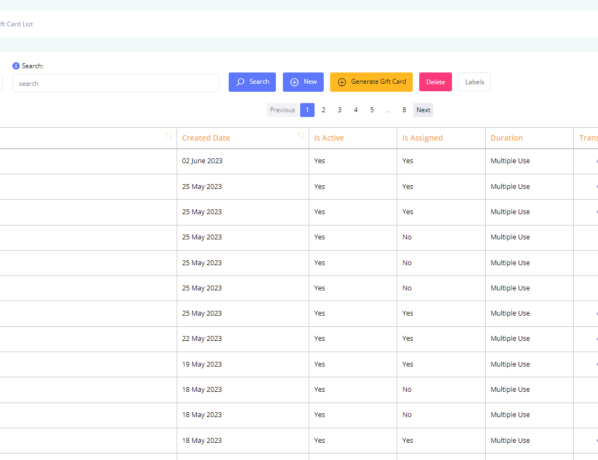 ft Card List
Search:
search Search New Generate Gift Card Delete Labels
Previous 1 2 3 4 5 ... 8 Next
Created Date Is Active Is Assigned Duration Trans
02 June 2023 Yes Yes Multiple Use
25 May 2023 Yes Yes Multiple Use
25 May 2023 Yes Yes Multiple Use
25 May 2023 Yes No Multiple Use
25 May 2023 Yes No Multiple Use
25 May 2023 Yes No Multiple Use
25 May 2023 Yes Yes Multiple Use
22 May 2023 Yes Yes Multiple Use
19 May 2023 Yes Yes Multiple Use
18 May 2023 Yes No Multiple Use
18 May 2023 Yes No Multiple Use
18 May 2023 Yes Yes Multiple Use